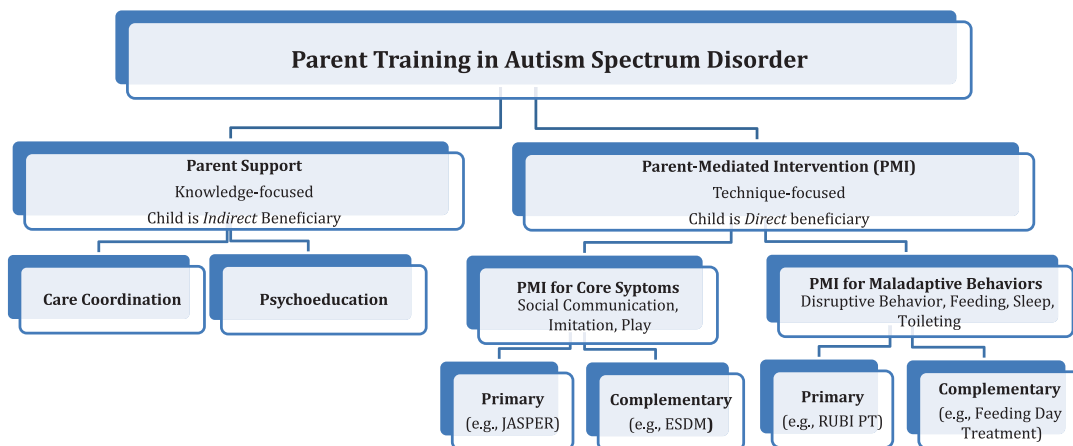 Parent Training in Autism Spectrum Disorder
Parent Support
Knowledge-focused
Child is Indirect Beneficiary
Parent-Mediated Intervention (PMI)
Technique-focused
Child is Direct beneficiary
Care Coordination
Psychoeducation
PMI for Core Syptoms
Social Communication,
Imitation, Play
PMI for Maladaptive Behaviors
Disruptive Behavior, Feeding, Sleep,
Toileting
Primary
(e.g., JASPER)
Complementary
(e.g., ESDM)
Primary
(e.g., RUBI PT)
Complementary
(e.g., Feeding Day
Treatment)